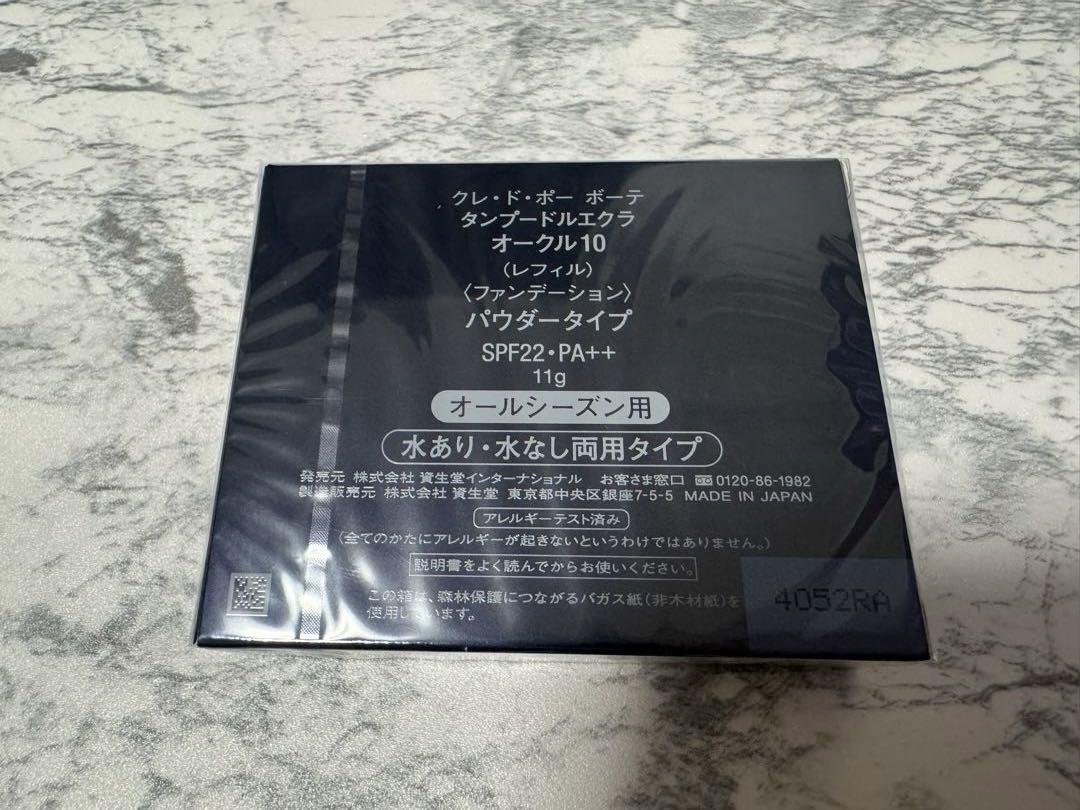 クレ・ド・ポー ボーテ
タンプードルエクラ
オークル10
(レフィル)
〈ファンデーション〉
パウダータイプ
SPF22・PA++
11g
オールシーズン用
水あり・水なし両用タイプ
発売元 株式会社 資生堂インターナショナル お客さま窓口 0120-86-1982
製造販売元 株式会社 資生堂 東京都中央区銀座7-5-5 MADE IN JAPAN
アレルギーテスト済み
(全てのかたにアレルギーが起きないというわけではありません。)
説明書をよく読んでからお使いください。
この箱は、森林保護につながるバガス紙(非木材紙)を
使用しています。
4052RA